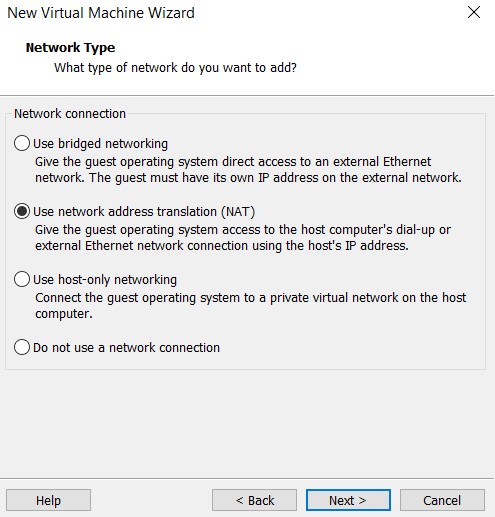 New Virtual Machine Wizard
Network Type
What type of network do you want to add?
Network connection
Use bridged networking
Give the guest operating system direct access to an external Ethernet
network. The guest must have its own IP address on the external network.
Use network address translation (NAT)
Give the guest operating system access to the host computer's dial-up or
external Ethernet network connection using the host's IP address.
Use host-only networking
Connect the guest operating system to a private virtual network on the host
computer.
Do not use a network connection
Help
< Back
Next >
Cancel